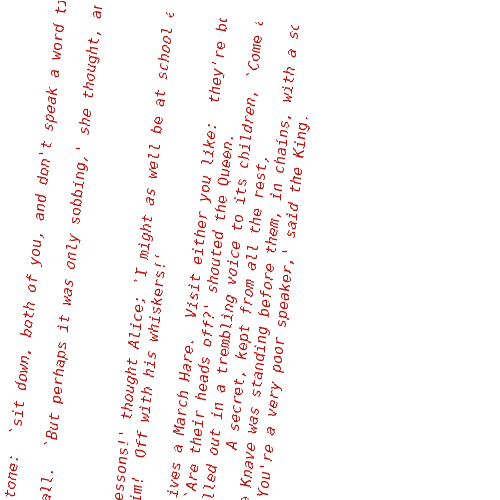 tone:  `sit down, both of you, and don't speak a word
all.  `But perhaps it was only sobbing,' she thought,
essons!' thought Alice; `I might as well be at school
im!  Off with his whiskers!'
ives a March Hare.  Visit either you like:  they're
`Are their heads off?' shouted the Queen.
lled out in a trembling voice to its children, `Come
A secret, kept from all the rest,
Knave was standing before them, in chains, with a
You're a very poor speaker,' said the King.